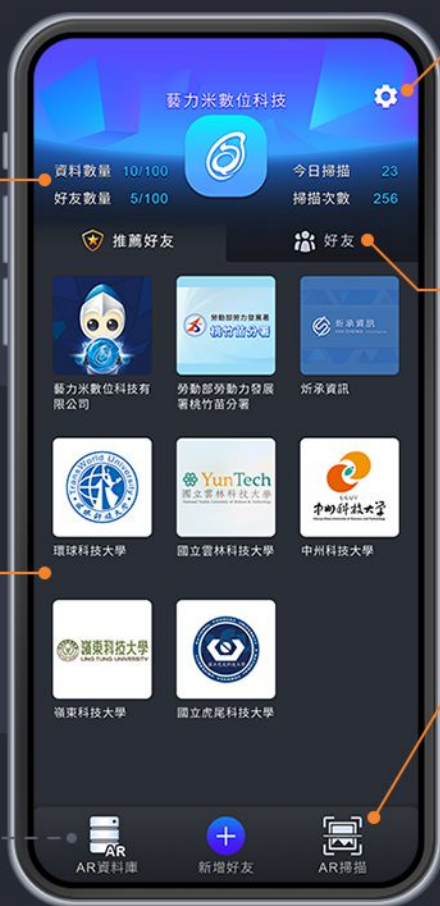 藝力米數位科技
資料數量 10/100
今日掃描 23
好友數量 5/100
掃描次數 256
推薦好友
好友
勞動部勞力發展署
桃竹苗分署
炘承資訊
藝力米數位科技有
限公司
勞動部勞動力發展
署桃竹苗分署
炘承資訊
TransWorld University
環球科技大學
YunTech
國立雲林科技大學
中州科技大學
環球科技大學
國立雲林科技大學
中州科技大學
嶺東科技大學
LING TUNG UNIVERSITY
嶺東科技大學
國立虎尾科技大學
AR
AR資料庫
新增好友
AR掃描